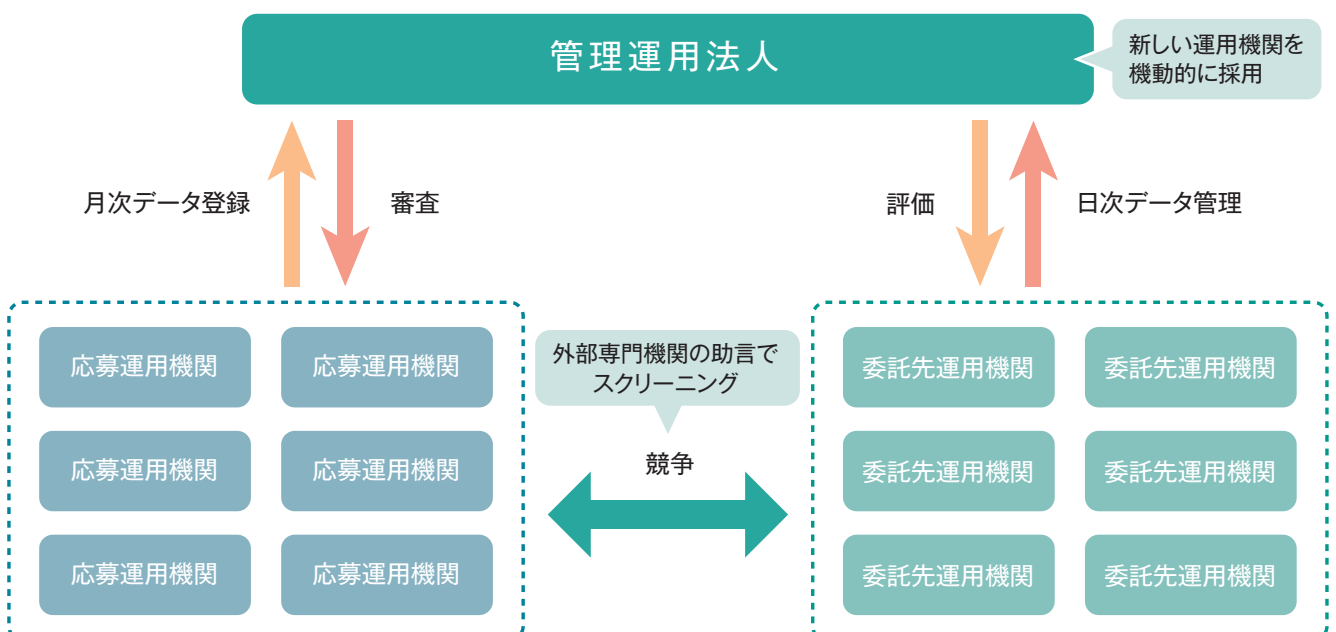 管理運用法人
新しい運用機関を
機動的に採用
月次データ登録
審査
評価
日次データ管理
応募運用機関
応募運用機関
応募運用機関
応募運用機関
応募運用機関
応募運用機関
外部専門機関の助言で
スクリーニング
競争
委託先運用機関
委託先運用機関
委託先運用機関
委託先運用機関
委託先運用機関
委託先運用機関